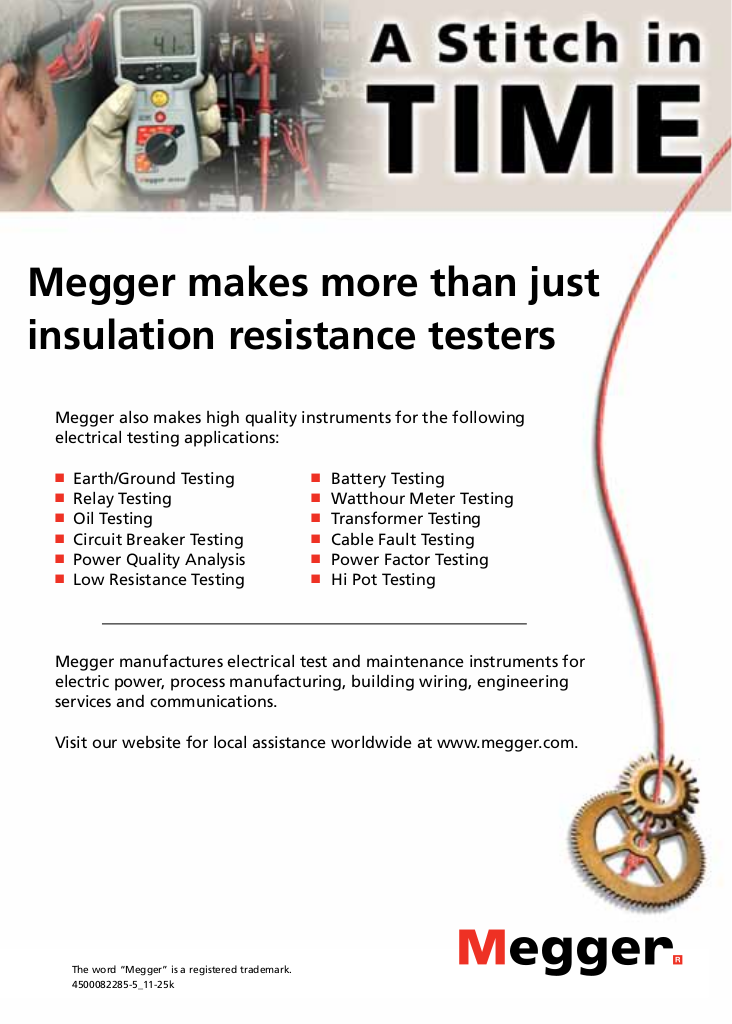 A Stitch in
TIME
41
Megger
Megger makes more than just
insulation resistance testers
Megger also makes high quality instruments for the following
electrical testing applications:
■ Earth/Ground Testing
■ Relay Testing
■ Oil Testing
■ Circuit Breaker Testing
■ Power Quality Analysis
■ Low Resistance Testing
■ Battery Testing
■ Watthour Meter Testing
■ Transformer Testing
■ Cable Fault Testing
■ Power Factor Testing
■ Hi Pot Testing
Megger manufactures electrical test and maintenance instruments for
electric power, process manufacturing, building wiring, engineering
services and communications.
Visit our website for local assistance worldwide at www.megger.com.
Megger®
The word “Megger” is a registered trademark.
4500082285-5_11-25k